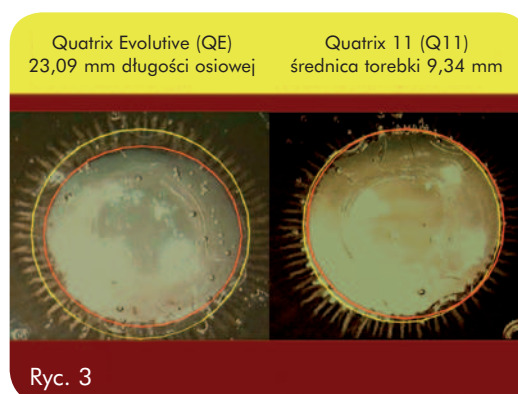 Quatrix Evolutive (QE)
23,09 mm długości osiowej
Quatrix 11 (Q11)
średnica torebki 9,34 mm
Ryc. 3